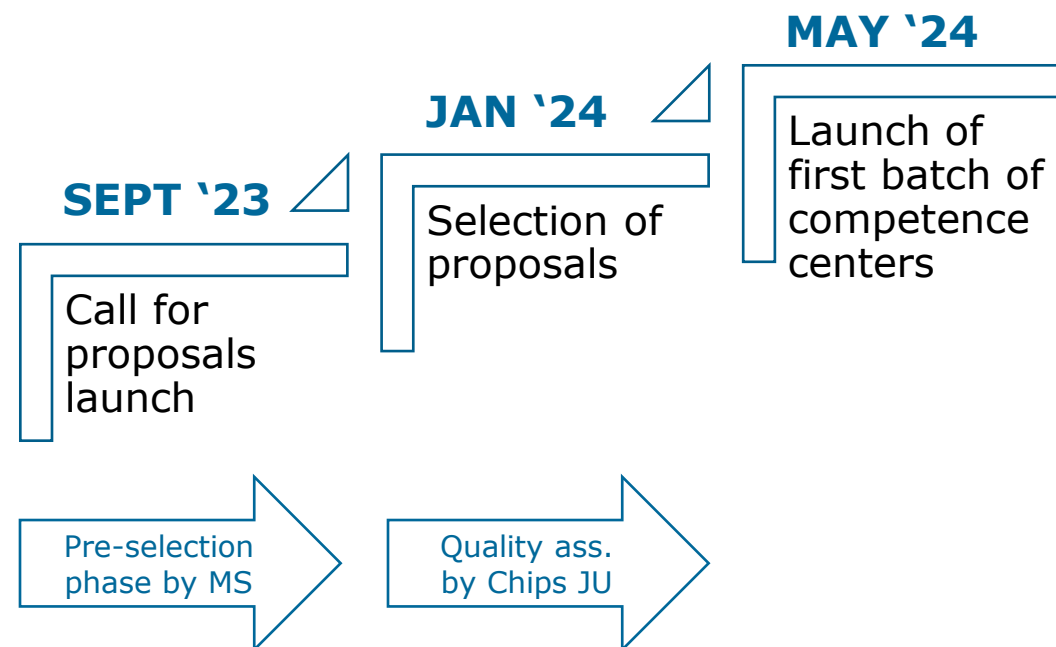 SEPT ‘23
Call for
proposals
launch
JAN ‘24
Selection of
proposals
MAY ‘24
Launch of
first batch of
competence
centers
Pre-selection
phase by MS
Quality ass.
by Chips JU